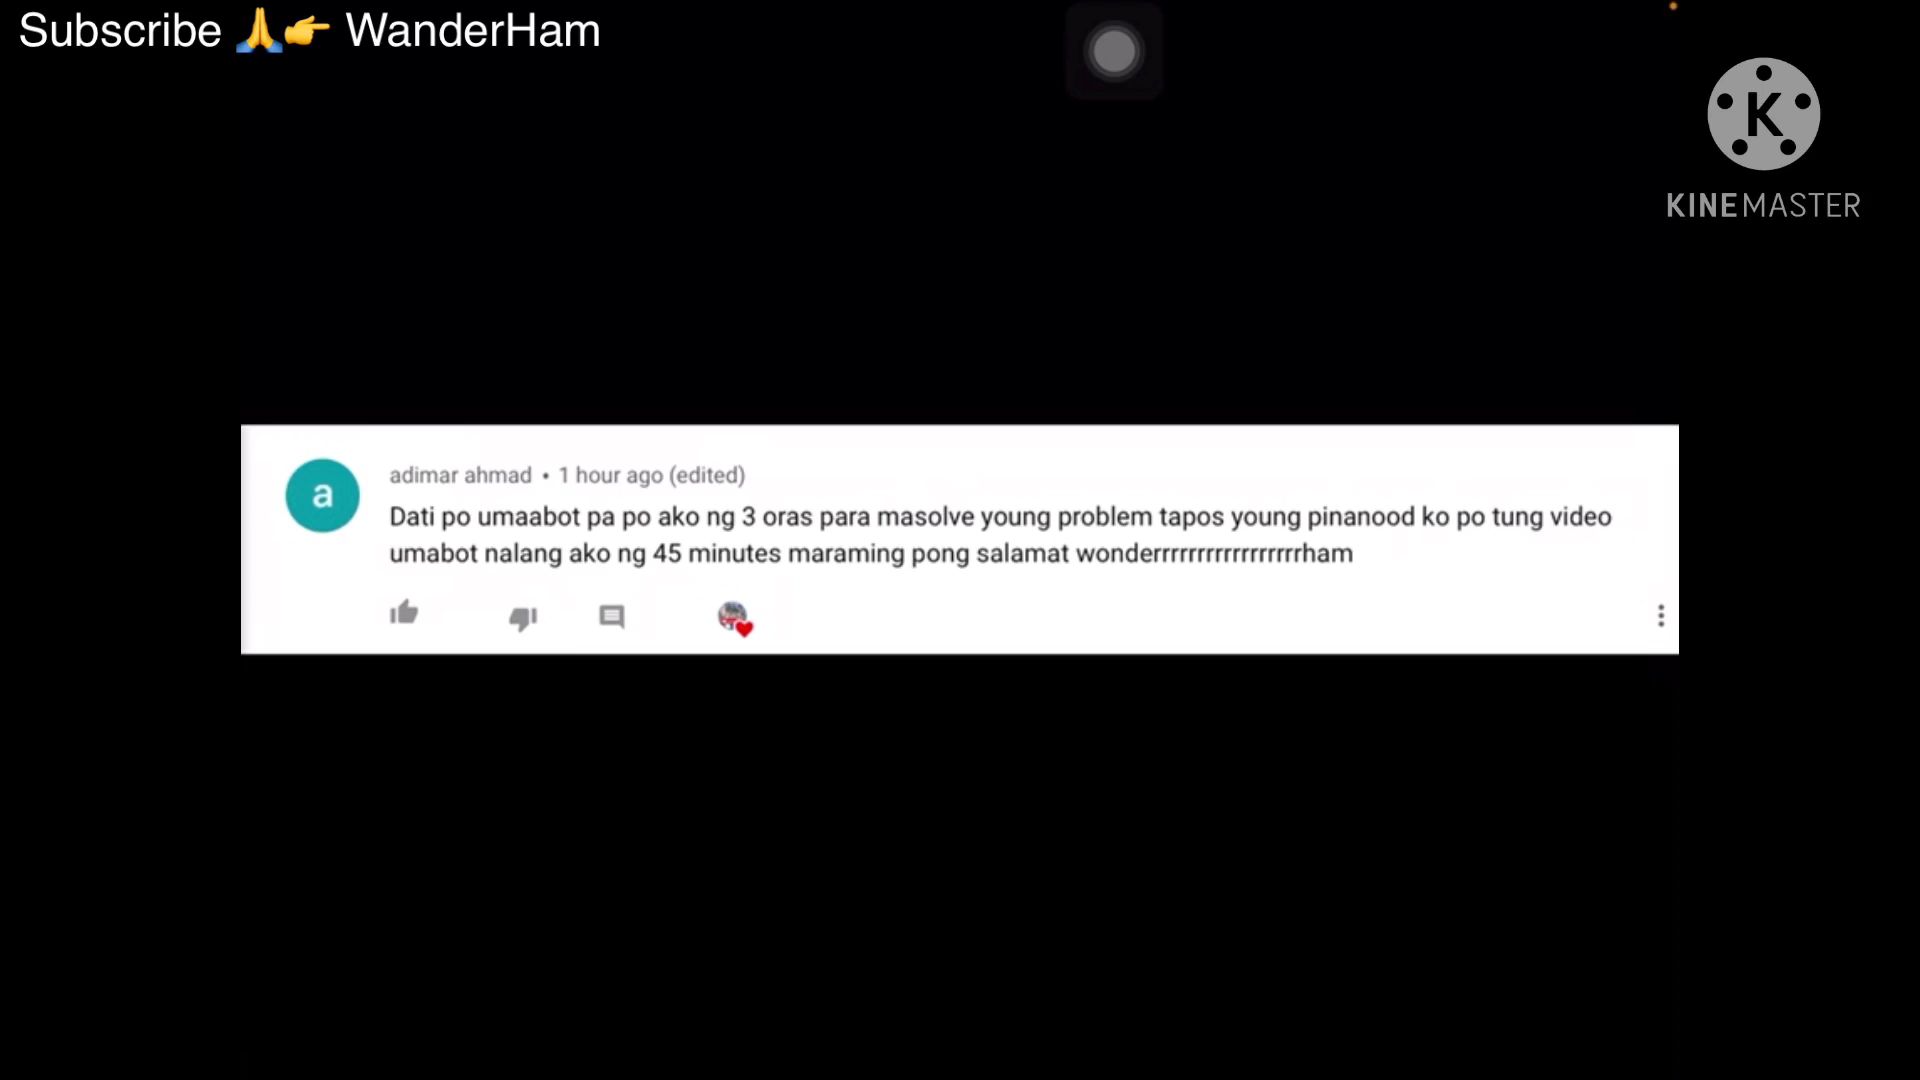 Subscribe 🙏👉 WanderHam
K
KINEMASTER
a
adimar ahmad • 1 hour ago (edited)
Dati po umaabot pa po ako ng 3 oras para masolve young problem tapos young pinanood ko po tung video
umabot nalang ako ng 45 minutes maraming pong salamat wonderrrrrrrrrrrrrrrrrham